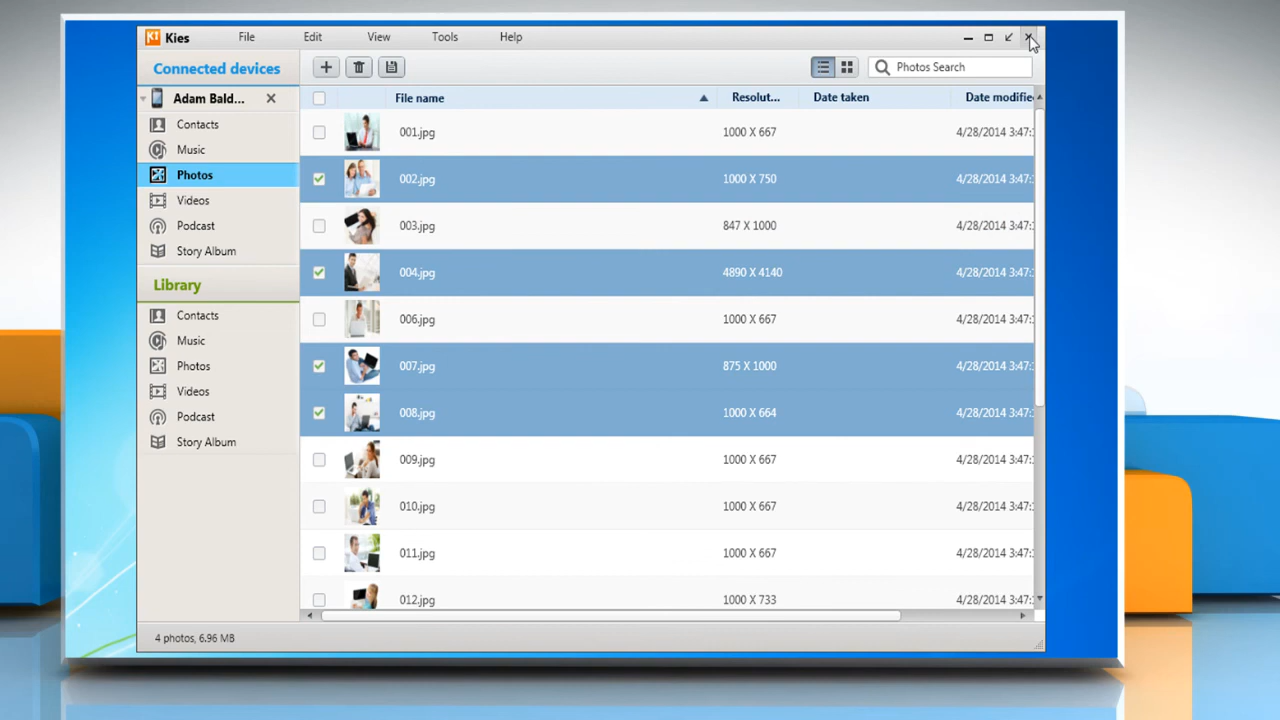 Kies File Edit View Tools Help
Connected devices
Photos Search
Adam Bald...
Contacts
Music
Photos
Videos
Podcast
Story Album
Library
Contacts
Music
Photos
Videos
Podcast
Story Album
File name Resolut... Date taken Date modifie
001.jpg 1000 X 667 4/28/2014 3:47:
002.jpg 1000 X 750 4/28/2014 3:47:
003.jpg 847 X 1000 4/28/2014 3:47:
004.jpg 4890 X 4140 4/28/2014 3:47:
006.jpg 1000 X 667 4/28/2014 3:47:
007.jpg 875 X 1000 4/28/2014 3:47:
008.jpg 1000 X 664 4/28/2014 3:47:
009.jpg 1000 X 667 4/28/2014 3:47:
010.jpg 1000 X 667 4/28/2014 3:47:
011.jpg 1000 X 667 4/28/2014 3:47:
012.jpg 1000 X 733 4/28/2014 3:47:
4 photos, 6.96 MB